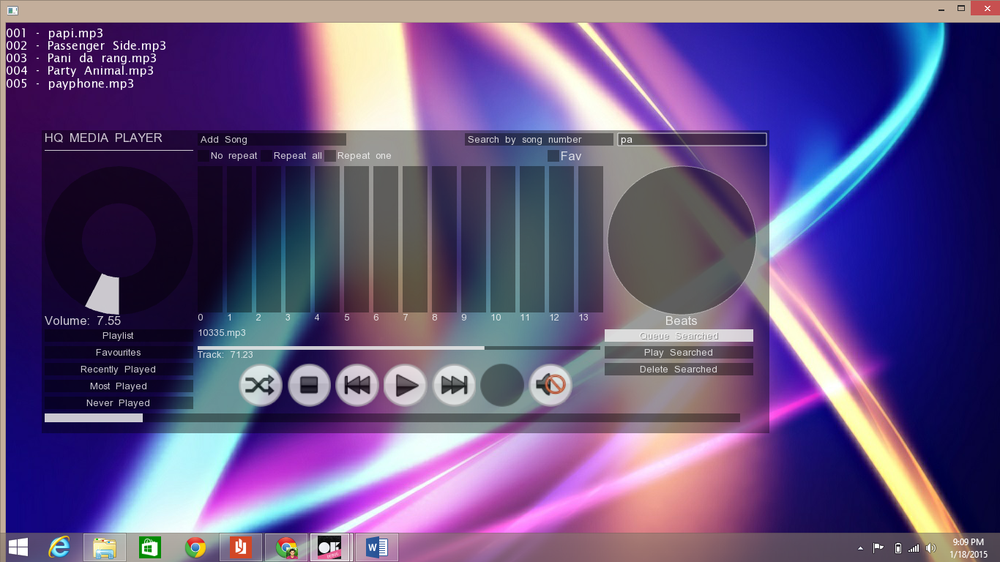 001 - papi.mp3
002 - Passenger Side.mp3
003 - Pani da rang.mp3
004 - Party Animal.mp3
005 - payphone.mp3
HQ MEDIA PLAYER
Add Song
Search by song number
pa
No repeat
Repeat all
Repeat one
Fav
0 1 2 3 4 5 6 7 8 9 10 11 12 13
Volume: 7.55
Beats
10335.mp3
Track: 71.23
Playlist
Favourites
Recently Played
Most Played
Never Played
Queue Searched
Play Searched
Delete Searched
9:09 PM
1/18/2015